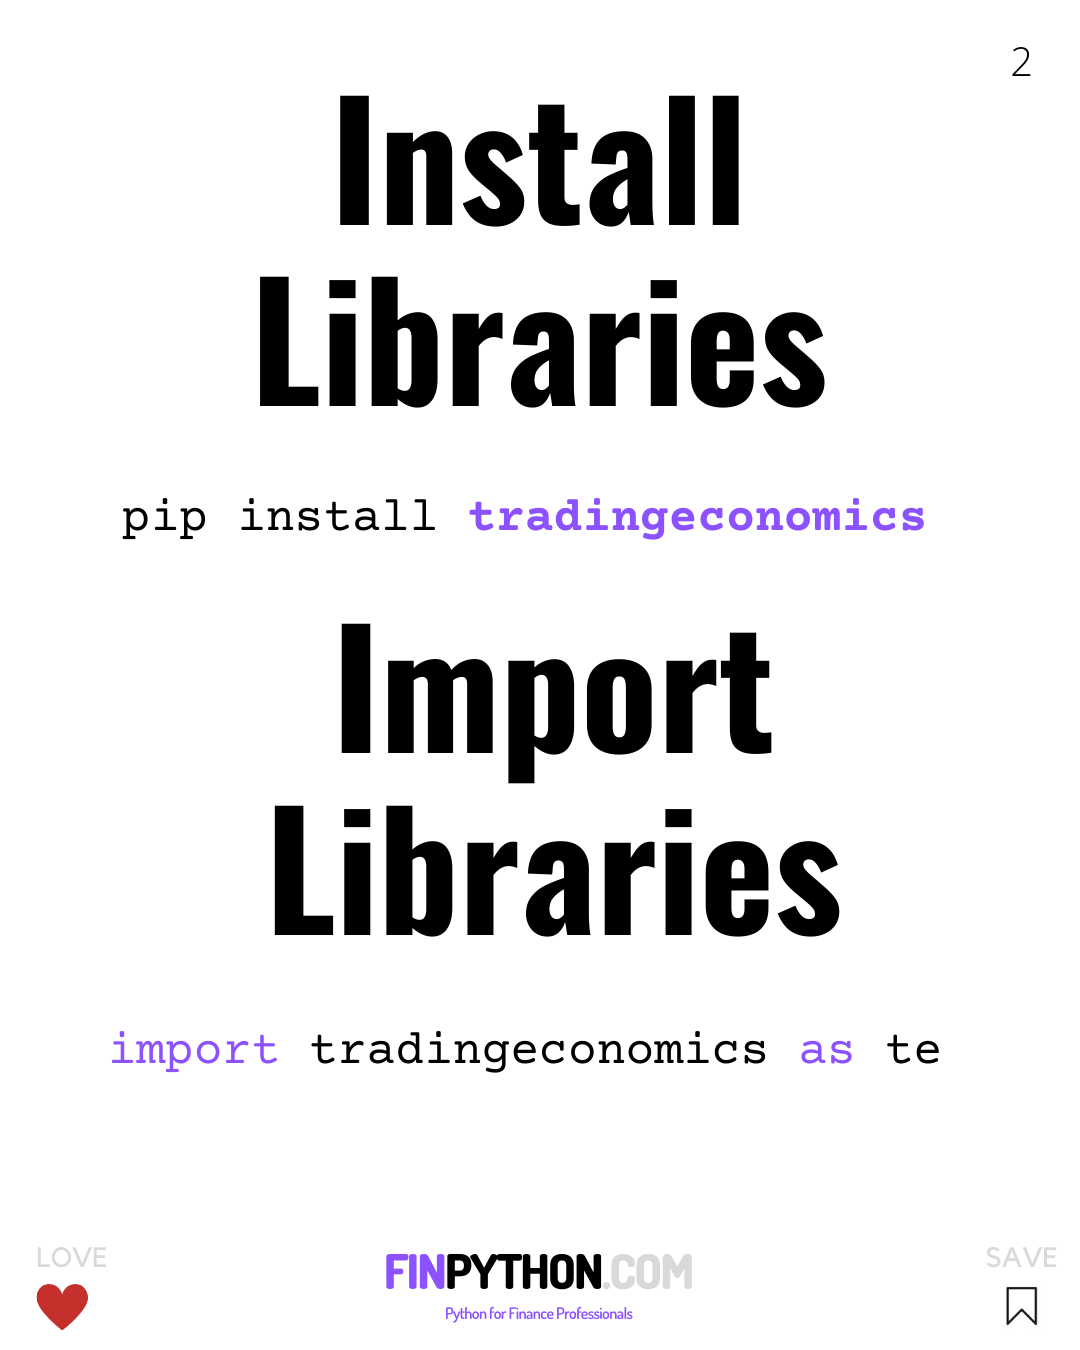 2
Install
Libraries
pip install tradingeconomics
Import
Libraries
import tradingeconomics as te
LOVE
FINPYTHON.COM
SAVE
Python for Finance Professionals